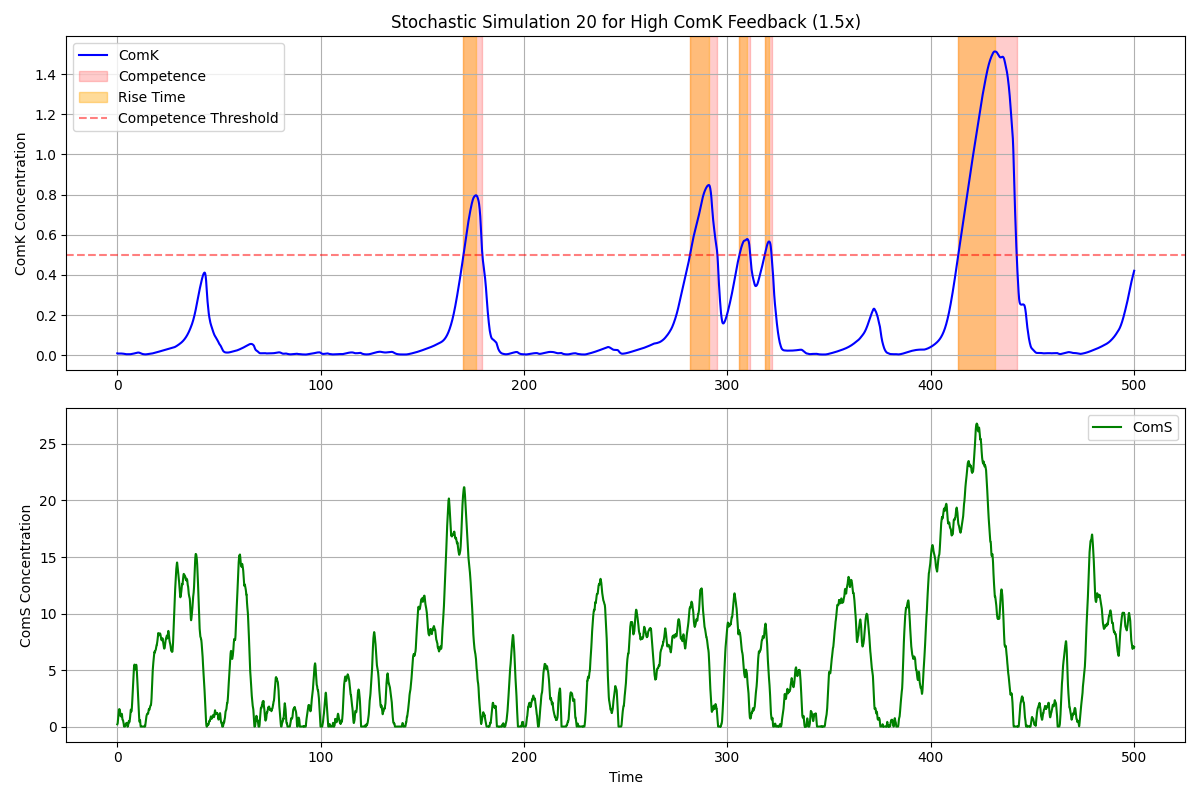 Stochastic Simulation 20 for High ComK Feedback (1.5x)
ComK
Competence
Rise Time
Competence Threshold
ComK Concentration
1.4
1.2
1.0
0.8
0.6
0.4
0.2
0.0
0 100 200 300 400 500
ComS
ComS Concentration
25
20
15
10
5
0
0 100 200 300 400 500
Time